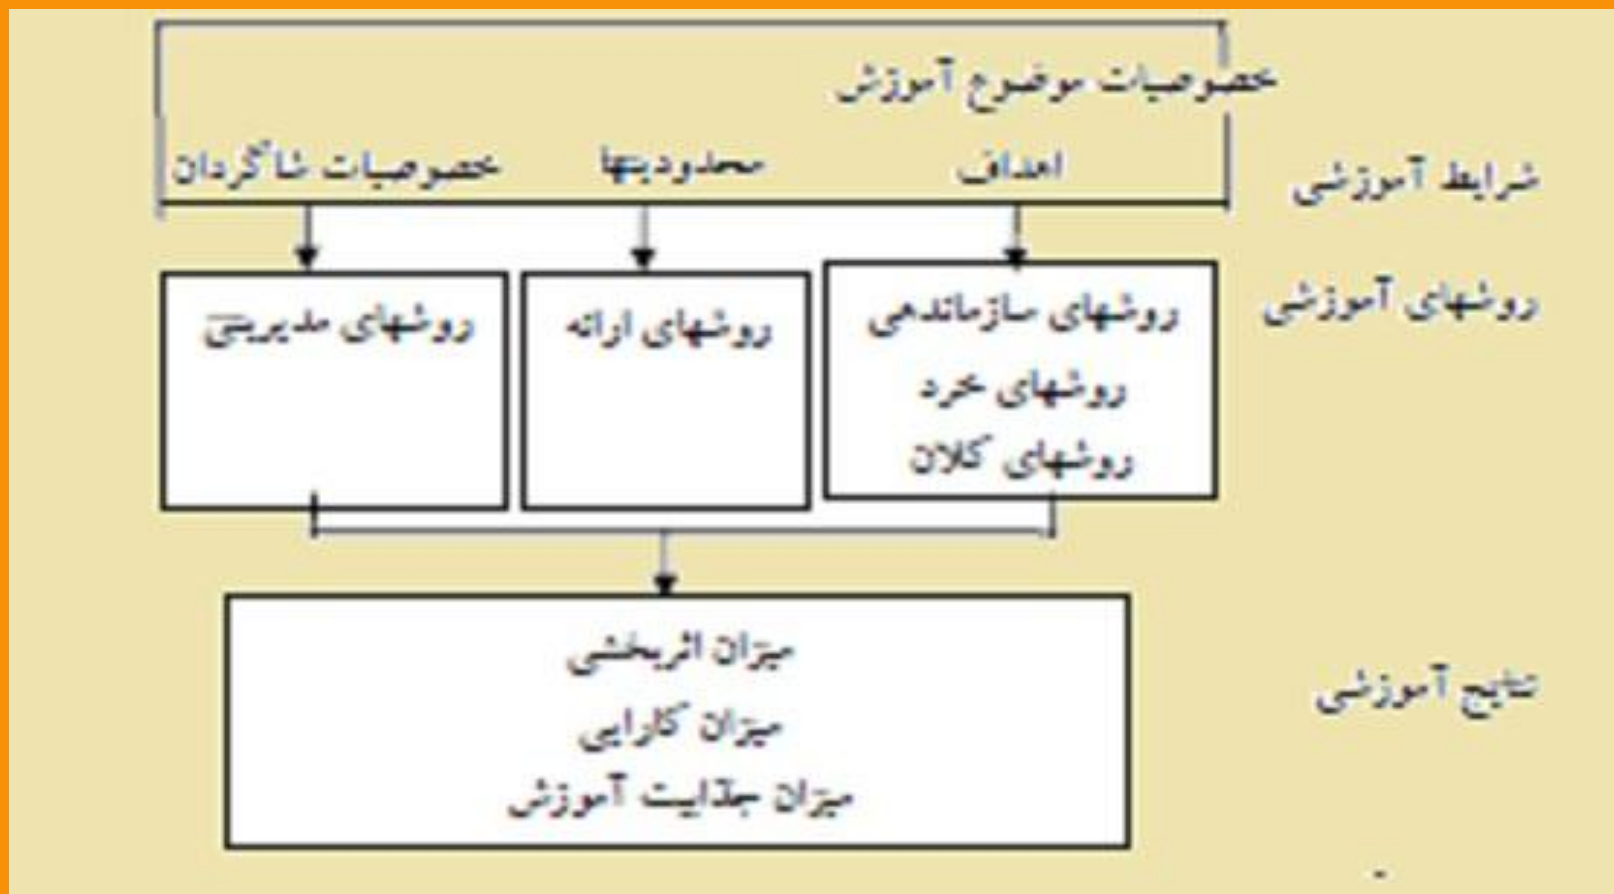 خصوصیات موضوع آموزش
شرایط آموزشی
اهداف
محدودیتها
خصوصیات شاگردان
روشهای آموزشی
روشهای سازماندهی
روشهای خرد
روشهای کلان
روشهای ارائه
روشهای مدیریتی
نتایج آموزشی
میزان اثربخشی
میزان کارایی
میزان جذابیت آموزش